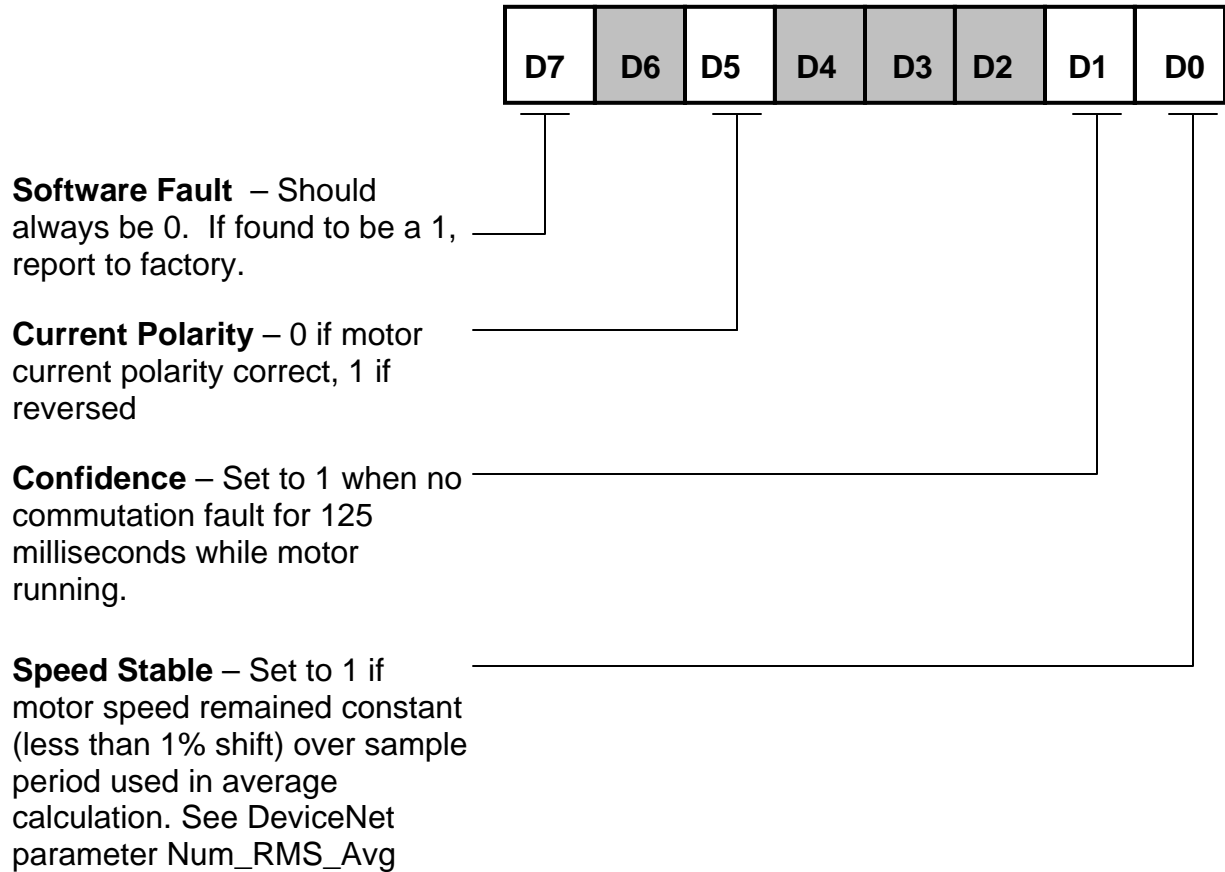 D7 D6 D5 D4 D3 D2 D1 D0
Software Fault – Should
always be 0. If found to be a 1,
report to factory.
Current Polarity – 0 if motor
current polarity correct, 1 if
reversed
Confidence – Set to 1 when no
commutation fault for 125
milliseconds while motor
running.
Speed Stable – Set to 1 if
motor speed remained constant
(less than 1% shift) over sample
period used in average
calculation. See DeviceNet
parameter Num_RMS_Avg